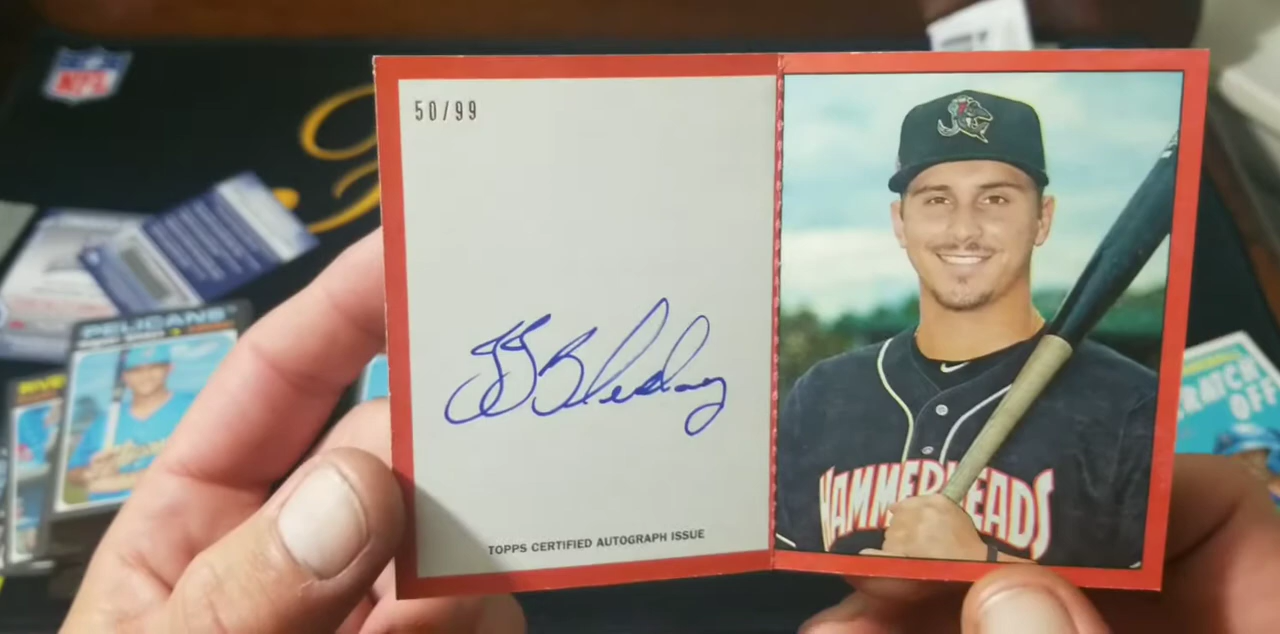 NFL
50/99
JJ Bleday
TOPPS CERTIFIED AUTOGRAPH ISSUE
HAMMERHEADS
PELICANS
SCRATCH
OFF